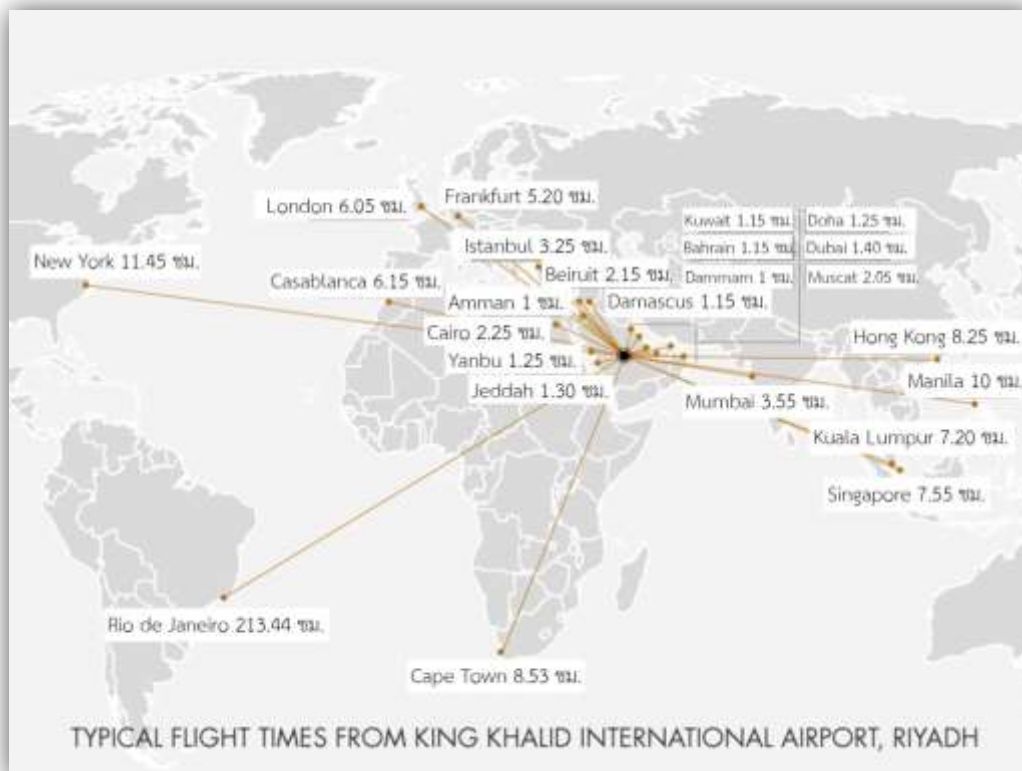 London 6.05 ชม.
Frankfurt 5.20 ชม.
Kuwait 1.15 ชม.
Doha 1.25 ชม.
New York 11.45 ชม.
Istanbul 3.25 ชม.
Bahrain 1.15 ชม.
Dubai 1.40 ชม.
Casablanca 6.15 ชม.
Beiruit 2.15 ชม.
Dammam 1 ชม.
Muscat 2.05 ชม.
Amman 1 ชม.
Damascus 1.15 ชม.
Cairo 2.25 ชม.
Hong Kong 8.25 ชม.
Yanbu 1.25 ชม.
Manila 10 ชม.
Jeddah 1.30 ชม.
Mumbai 3.55 ชม.
Kuala Lumpur 7.20 ชม.
Singapore 7.55 ชม.
Rio de Janeiro 213.44 ชม.
Cape Town 8.53 ชม.
TYPICAL FLIGHT TIMES FROM KING KHALID INTERNATIONAL AIRPORT, RIYADH